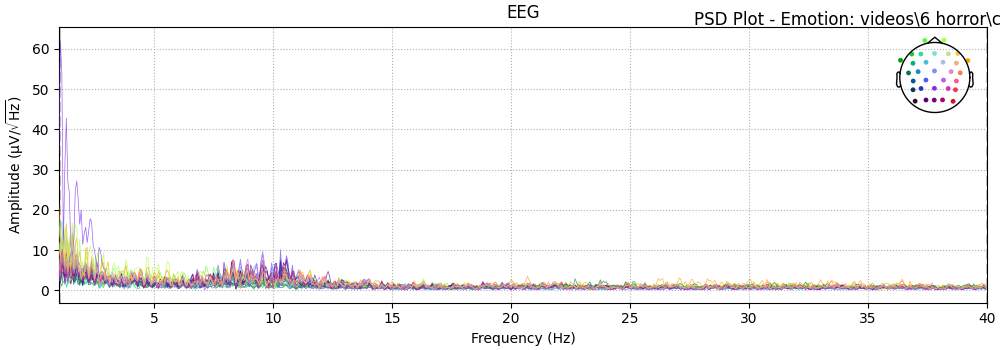 EEG
PSD Plot - Emotion: videos\6 horror\c
Amplitude (µV/√Hz)
60
50
40
30
20
10
0
5 10 15 20 25 30 35 40
Frequency (Hz)